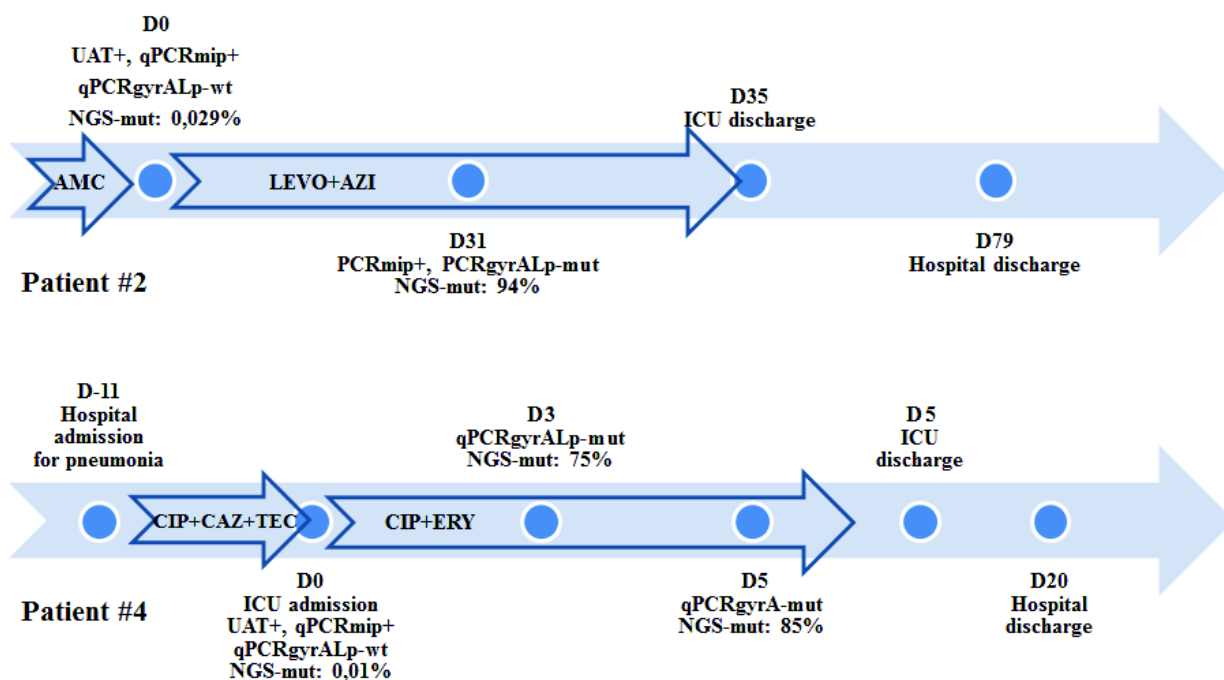 D0
UAT+, qPCRmip+
qPCRgyrALp-wt
NGS-mut: 0,029%
D35
ICU discharge
AMC
LEVO+AZI
D31
PCRmip+, PCRgyrALp-mut
NGS-mut: 94%
D79
Hospital discharge
Patient #2
D-11
Hospital
admission
for pneumonia
D3
qPCRgyrALp-mut
NGS-mut: 75%
D5
ICU
discharge
CIP+CAZ+TEC
CIP+ERY
Patient #4
D0
ICU admission
UAT+, qPCRmip+
qPCRgyrALp-wt
NGS-mut: 0,01%
D5
qPCRgyrA-mut
NGS-mut: 85%
D20
Hospital
discharge